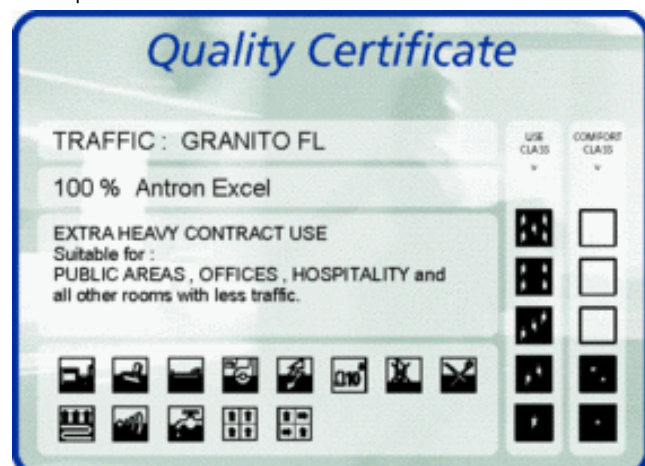 Quality Certificate
TRAFFIC : GRANITO FL
USE CLASS
COMFORT CLASS
100 % Antron Excel
EXTRA HEAVY CONTRACT USE
Suitable for :
PUBLIC AREAS , OFFICES , HOSPITALITY and
all other rooms with less traffic.